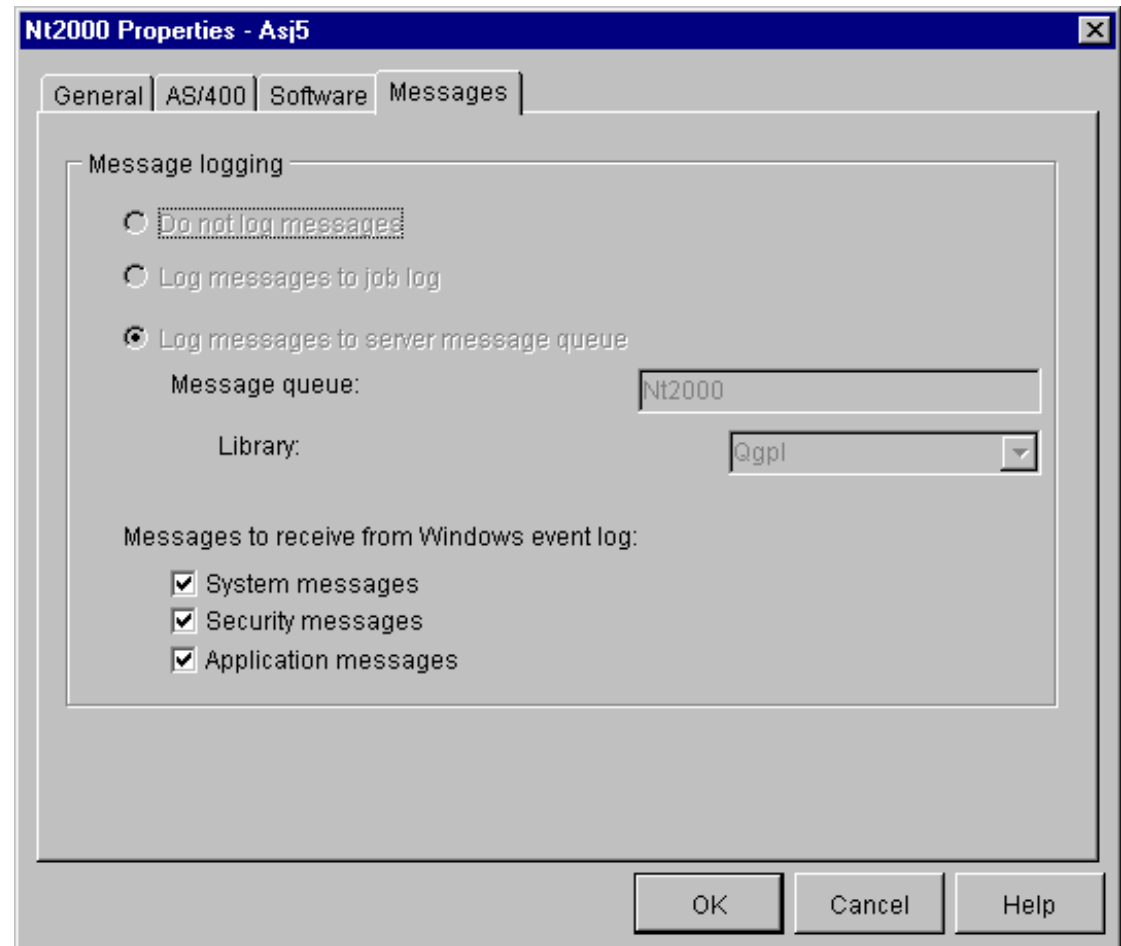 Nt2000 Properties - Asj5
General AS/400 Software Messages
Message logging
Do not log messages
Log messages to job log
Log messages to server message queue
Message queue: Nt2000
Library: Qgpl
Messages to receive from Windows event log:
System messages
Security messages
Application messages
OK Cancel Help